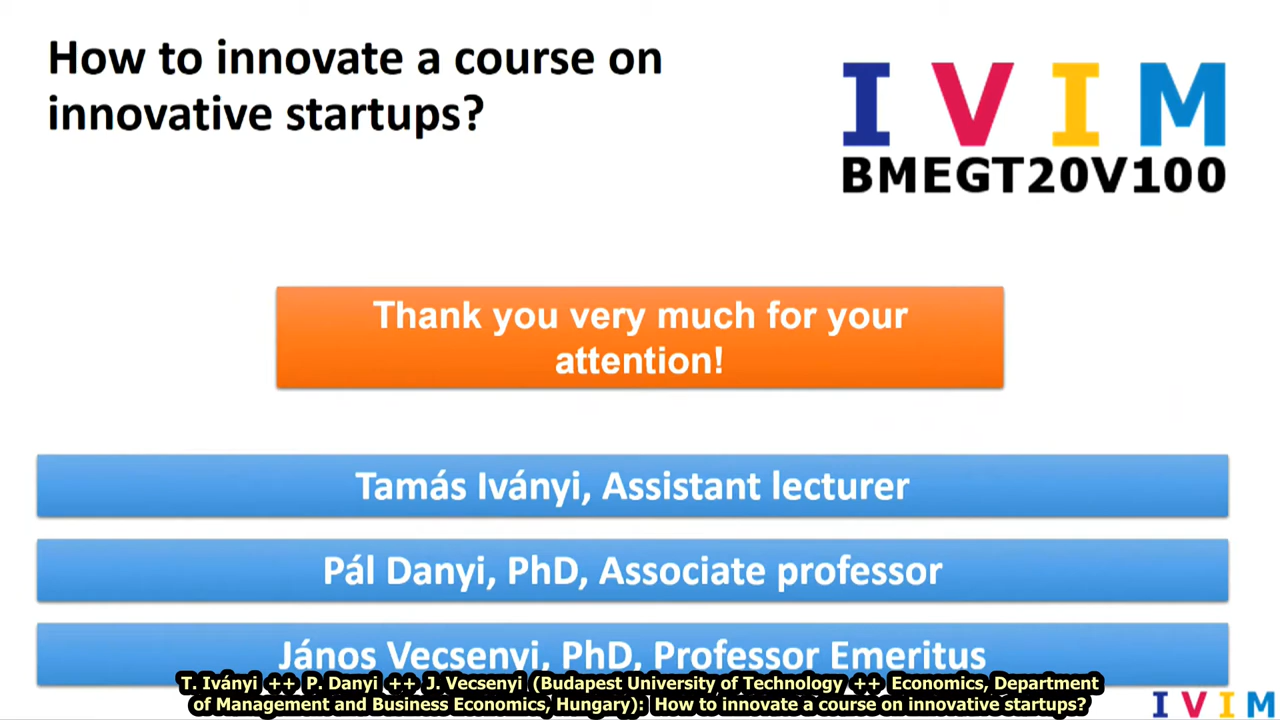 How to innovate a course on
innovative startups?
I V I M
BMEGT20V100
Thank you very much for your
attention!
Tamás Iványi, Assistant lecturer
Pál Danyi, PhD, Associate professor
János Vecsenyi, PhD, Professor Emeritus
T. Iványi ++ P. Danyi ++ J. Vecsenyi (Budapest University of Technology ++ Economics, Department
of Management and Business Economics, Hungary): How to innovate a course on innovative startups?
I V I M